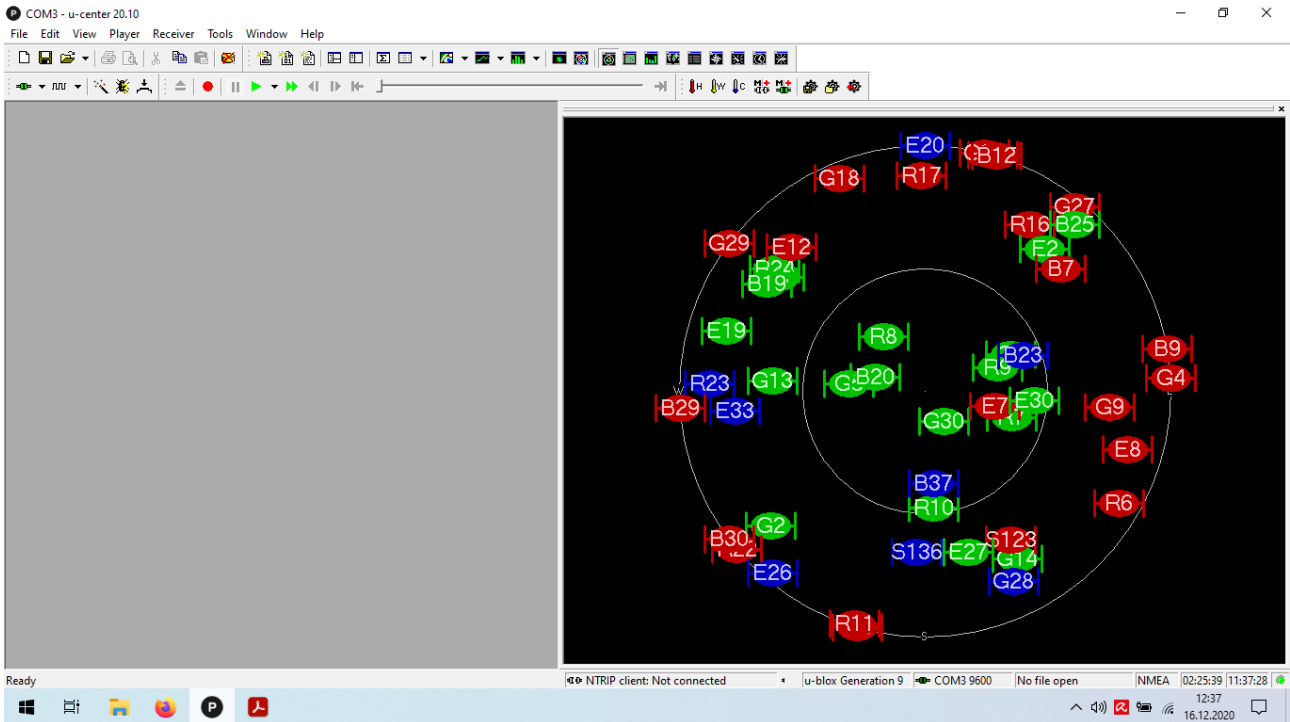 COM3 - u-center 20.10
File Edit View Player Receiver Tools Window Help
H W C
E20
B12
G18 R17
G27
R16 B25
G29 E12 E2
R24 B7
B19
E19 R8
B9
B23
R9
R23 G13 B20 G4
B29 E33 E7 E30 G9
G30
E8
B37
R10 R6
G2
B30 S123
S136 E27 G14
E26 G28
R11
S
Ready NTRIP client: Not connected u-blox Generation 9 COM3 9600 No file open NMEA 02:25:39 11:37:28
12:37
16.12.2020